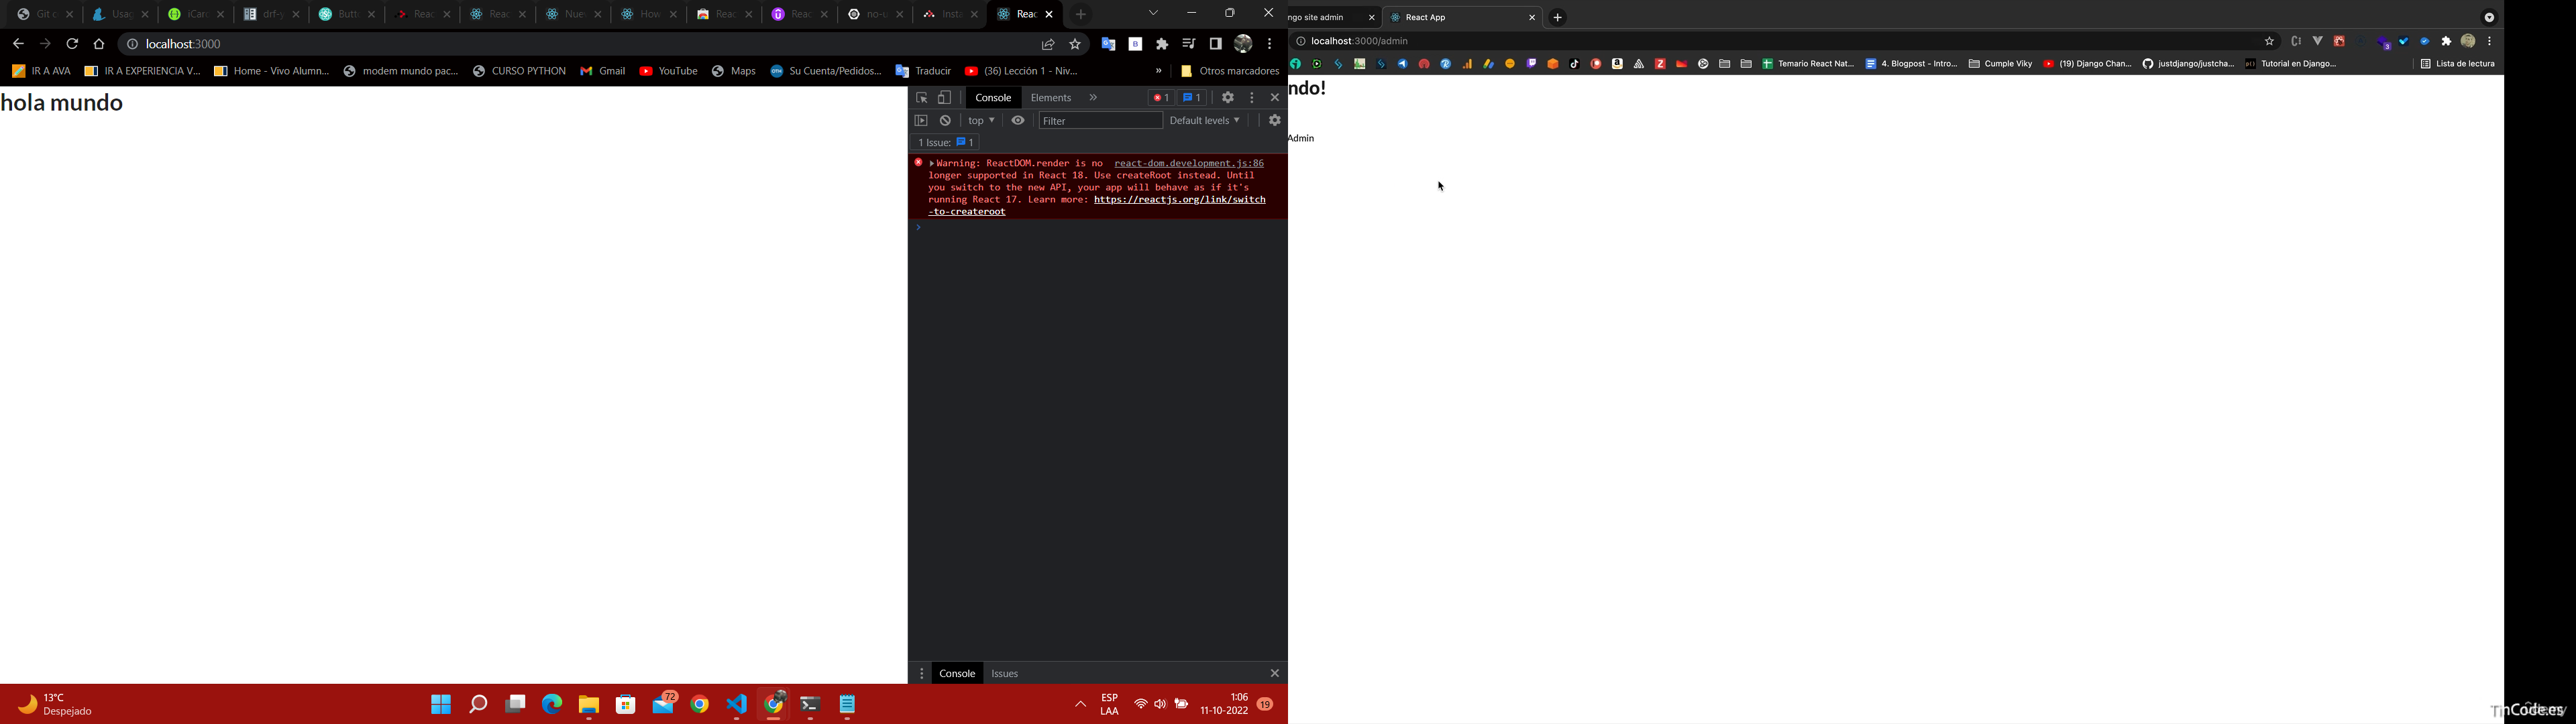 Git c
Usag
iCar
drf-y
Butt
Reac
Reac
Nue
How
Reac
Reac
no-u
Insta
Reac
localhost:3000
IR A AVA
IR A EXPERIENCIA V...
Home - Vivo Alumn...
modem mundo pac...
CURSO PYTHON
Gmail
YouTube
Maps
Su Cuenta/Pedidos...
Traducir
(36) Lección 1 - Niv...
»
Otros marcadores
hola mundo
Console
Elements
»
1
1
top
Filter
Default levels
1 Issue: 1
Warning: ReactDOM.render is no react-dom.development.js:86
longer supported in React 18. Use createRoot instead. Until
you switch to the new API, your app will behave as if it's
running React 17. Learn more: https://reactjs.org/link/switch
-to-createroot
Console
Issues
13°C
Despejado
72
ESP
LAA
1:06
11-10-2022
19
ngo site admin
React App
localhost:3000/admin
3
Temario React Nat...
4. Blogpost - Intro...
Cumple Viky
(19) Django Chan...
justdjango/justcha...
Tutorial en Django...
Lista de lectura
ndo!
Admin